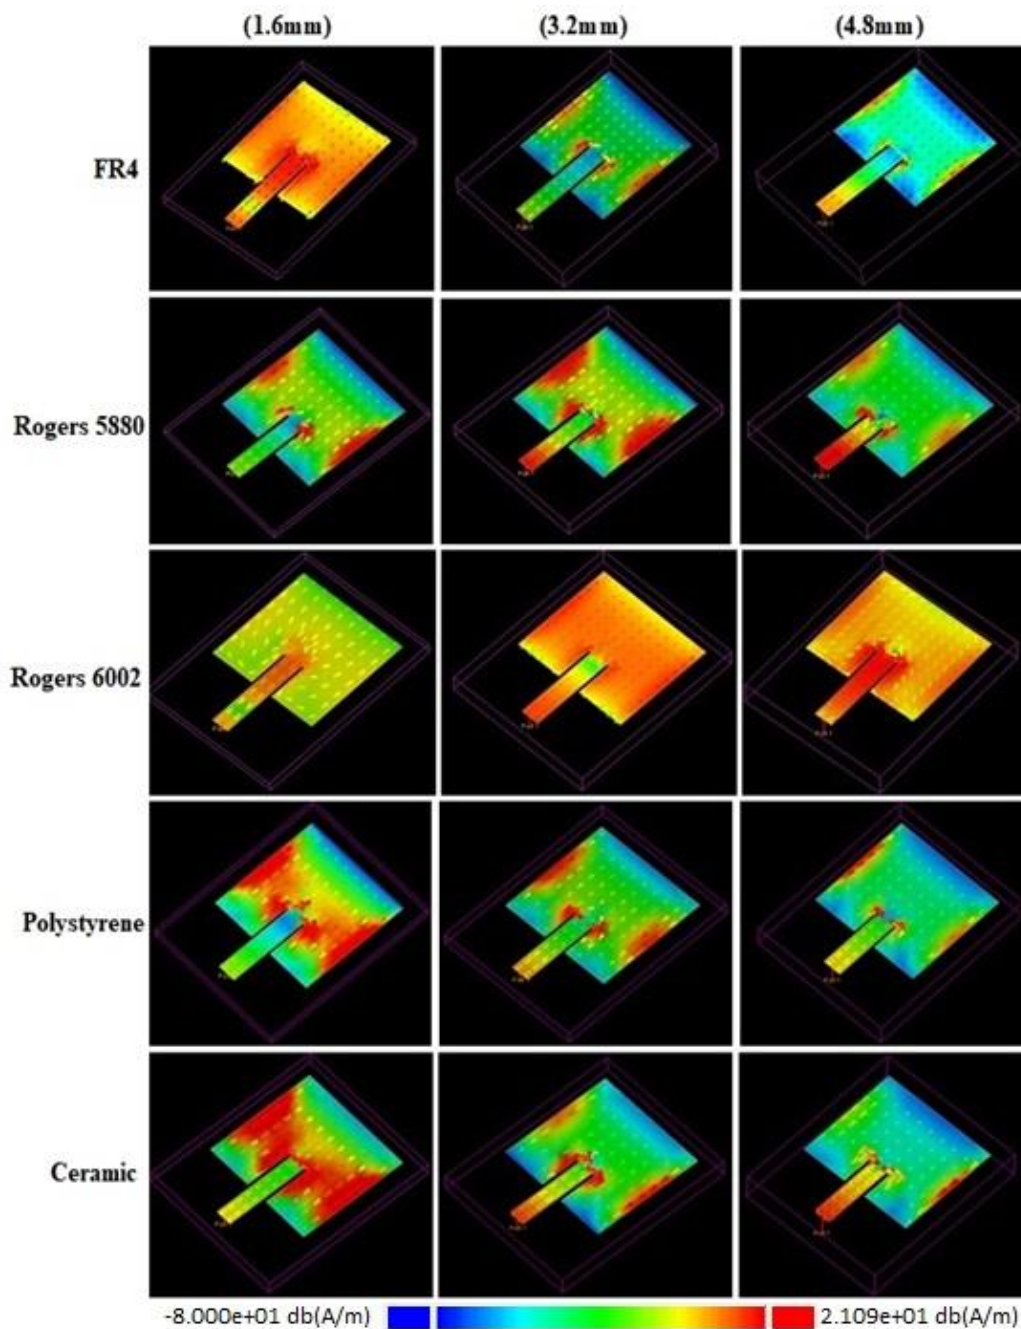 (1.6mm) (3.2mm) (4.8mm)
FR4
Rogers 5880
Rogers 6002
Polystyrene
Ceramic
-8.000e+01 db(A/m) 2.109e+01 db(A/m)